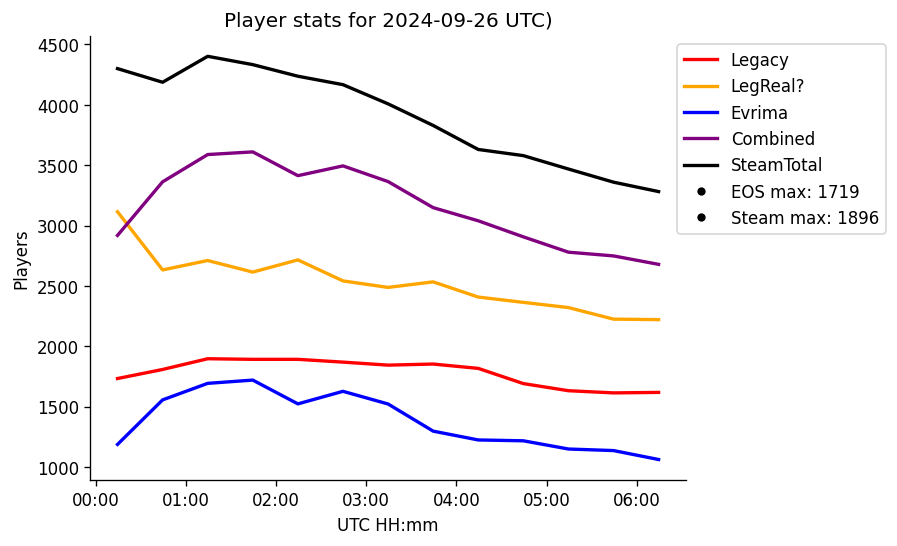 Player stats for 2024-09-26 UTC)
4500
4000
3500
3000
2500
2000
1500
1000
Players
00:00 01:00 02:00 03:00 04:00 05:00 06:00
UTC HH:mm
Legacy
LegReal?
Evrima
Combined
SteamTotal
EOS max: 1719
Steam max: 1896